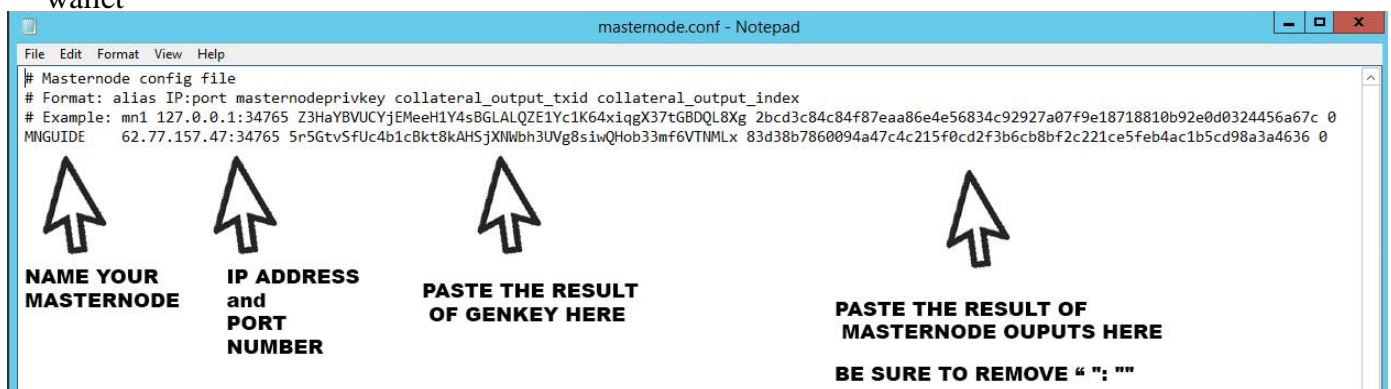 wallet
masternode.conf - Notepad
File Edit Format View Help
# Masternode config file
# Format: alias IP:port masternodeprivkey collateral_output_txid collateral_output_index
# Example: mn1 127.0.0.1:34765 Z3HaYBVUCYjEMeeH1Y4sBGLALQZE1Yc1K64xiqgX37tGBDQL8Xg 2bcd3c84c84f87eaa86e4e56834c92927a07f9e18718810b92e0d0324456a67c 0
MNGUIDE 62.77.157.47:34765 5r5GtvSfUc4b1cBkt8kAHSjXNWbh3UVg8siwQHob33mf6VTNMLx 83d38b7860094a47c4c215f0cd2f3b6cb8bf2c221ce5feb4ac1b5cd98a3a4636 0
NAME YOUR
MASTERNODE
IP ADDRESS
and
PORT
NUMBER
PASTE THE RESULT
OF GENKEY HERE
PASTE THE RESULT OF
MASTERNODE OUPUTS HERE
BE SURE TO REMOVE “ ": ""